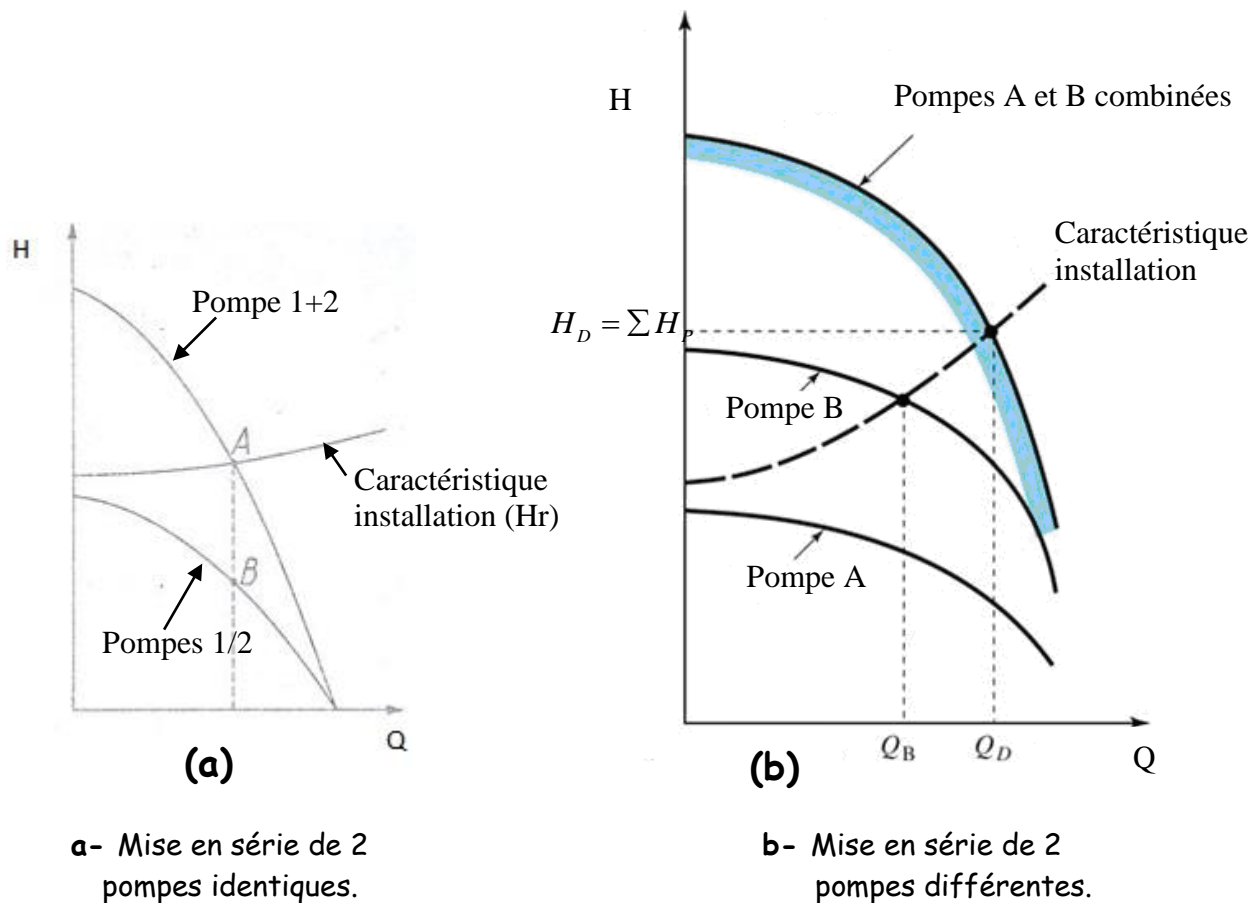 H
Pompe 1+2
A
Caractéristique
installation (Hr)
B
Pompes 1/2
Q
(a)
a- Mise en série de 2
pompes identiques.
H
Pompes A et B combinées
Caractéristique
installation
H_D = ∑ H_P
Pompe B
Pompe A
Q_B
Q_D
Q
(b)
b- Mise en série de 2
pompes différentes.